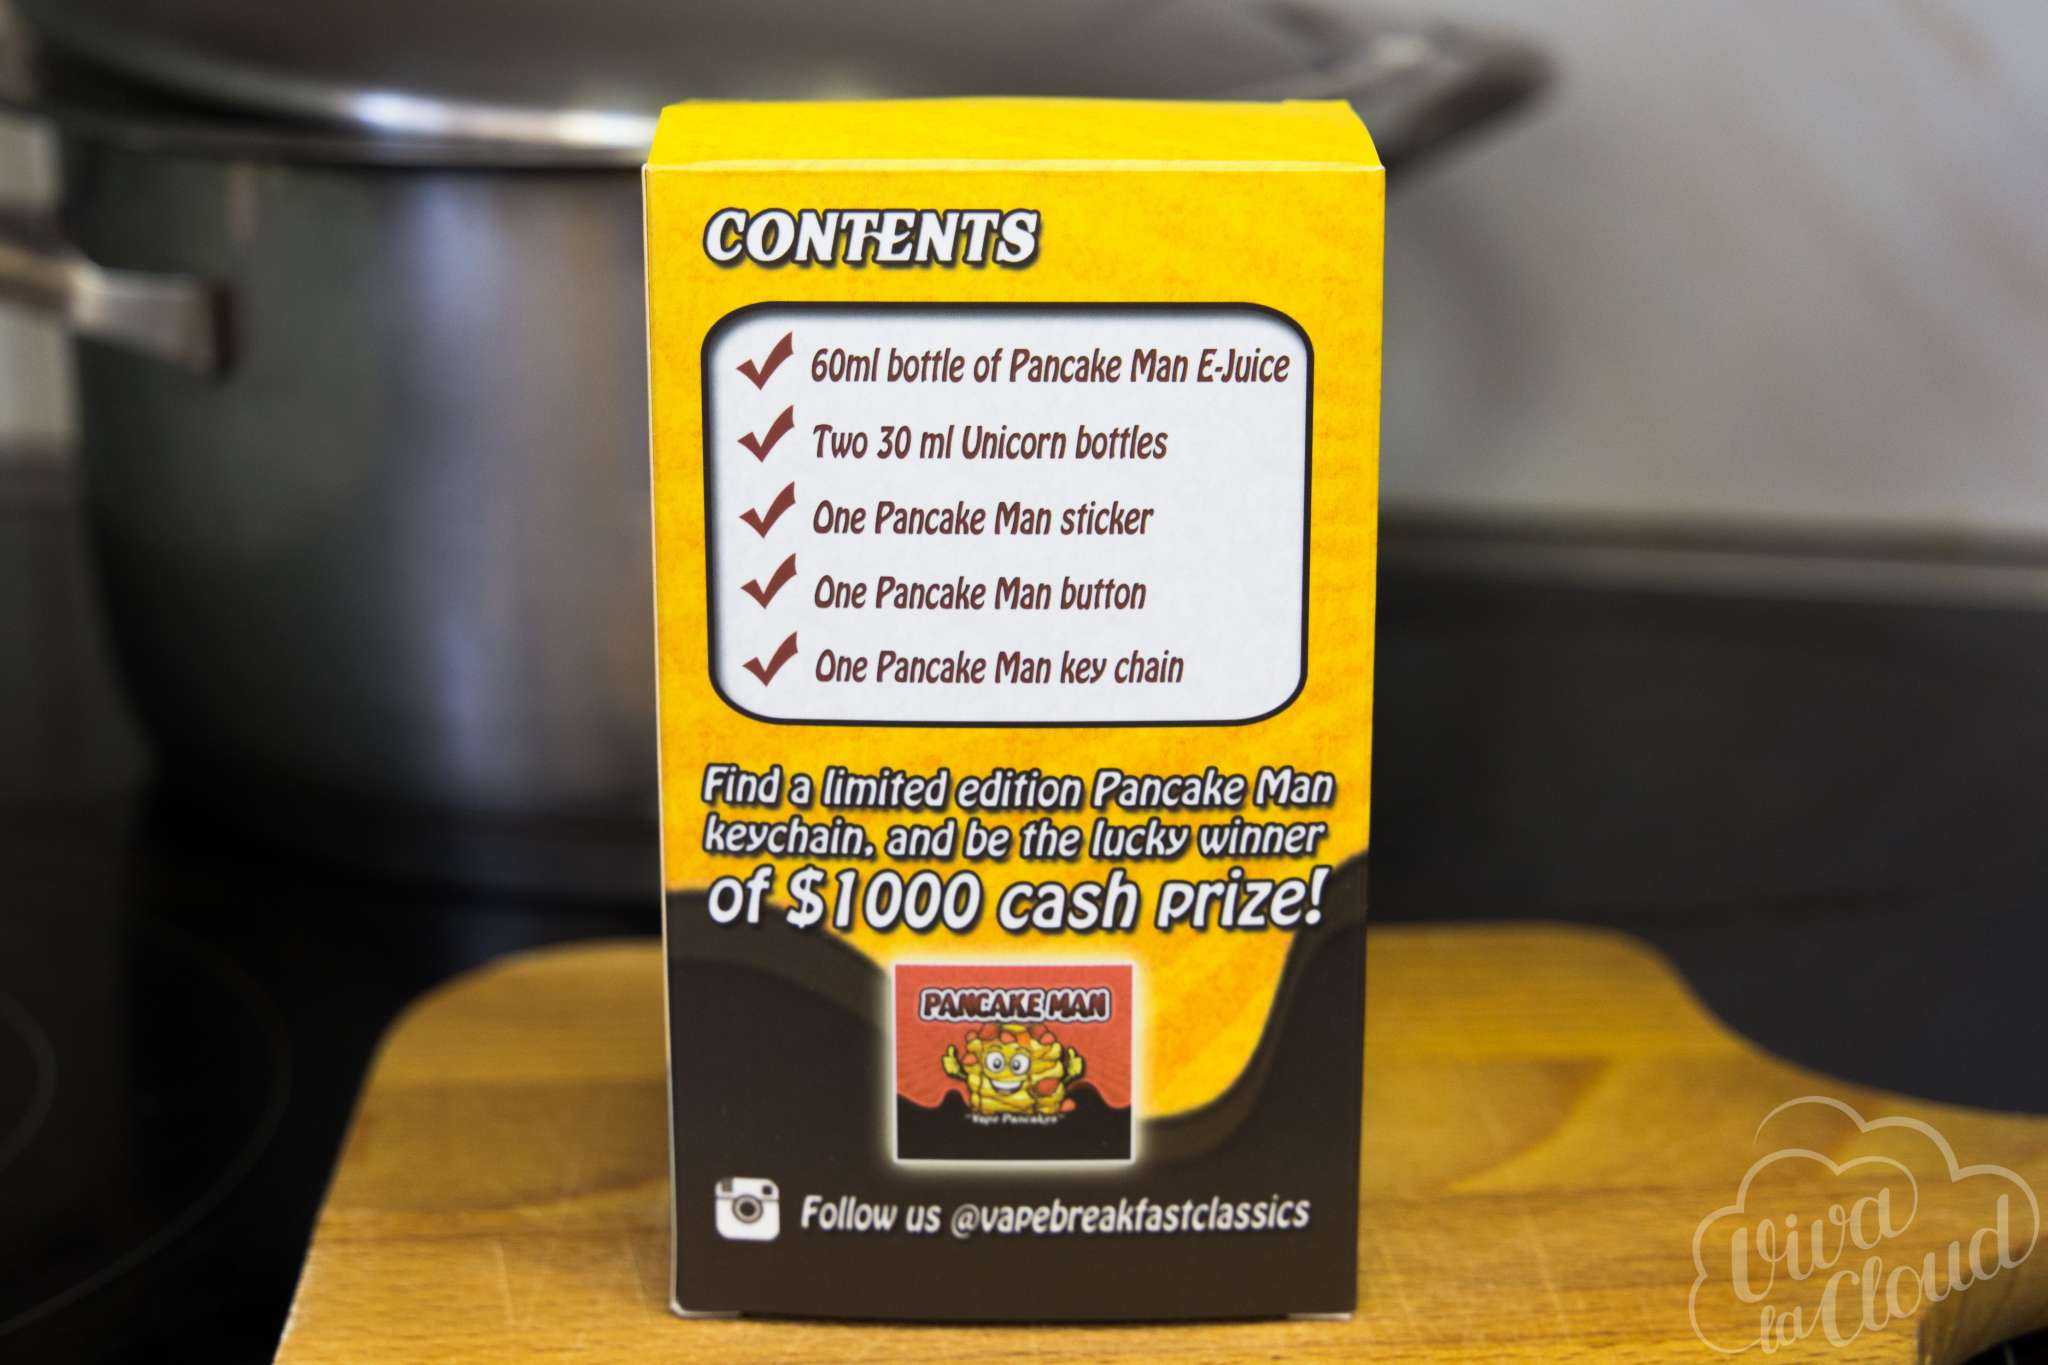 CONTENTS
60ml bottle of Pancake Man E-Juice
Two 30 ml Unicorn bottles
One Pancake Man sticker
One Pancake Man button
One Pancake Man key chain
Find a limited edition Pancake Man
keychain, and be the lucky winner
of $1000 cash prize!
PANCAKE MAN
"Vape Pancakes"
Follow us @vapebreakfastclassics
Viva
la Cloud